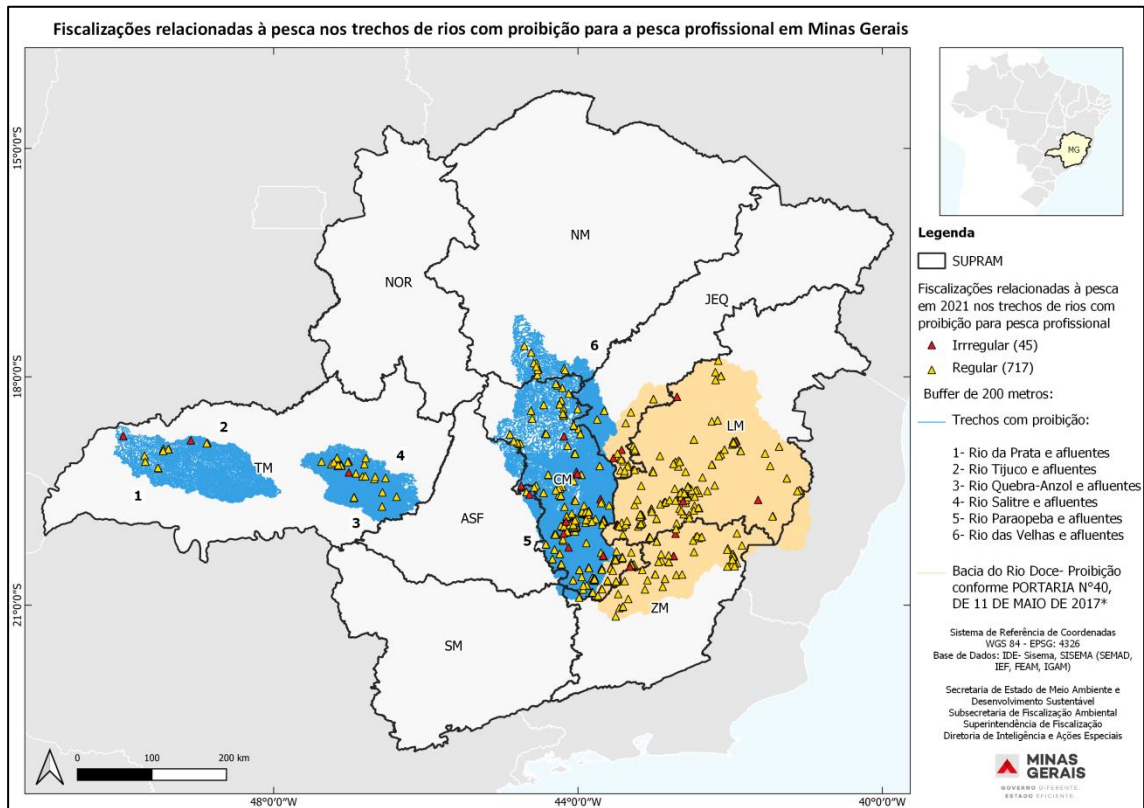 Fiscalizações relacionadas à pesca nos trechos de rios com proibição para a pesca profissional em Minas Gerais
15°0'0"S
18°0'0"S
21°0'0"S
NM
NOR
JEQ
6
LM
2
4
TM
CM
1
ASF
3
5
ZM
SM
0
100
200 km
48°0'0"W
44°0'0"W
40°0'0"W
MG
Legenda
SUPRAM
Fiscalizações relacionadas à pesca
em 2021 nos trechos de rios com
proibição para pesca profissional
Irrregular (45)
Regular (717)
Buffer de 200 metros:
Trechos com proibição:
1- Rio da Prata e afluentes
2- Rio Tijuco e afluentes
3- Rio Quebra-Anzol e afluentes
4- Rio Salitre e afluentes
5- Rio Paraopeba e afluentes
6- Rio das Velhas e afluentes
Bacia do Rio Doce- Proibição
conforme PORTARIA N°40,
DE 11 DE MAIO DE 2017*
Sistema de Referência de Coordenadas
WGS 84 - EPSG: 4326
Base de Dados: IDE- Sisema, SISEMA (SEMAD,
IEF, FEAM, IGAM)
Secretaria de Estado de Meio Ambiente e
Desenvolvimento Sustentável
Subsecretaria de Fiscalização Ambiental
Superintendência de Fiscalização
Diretoria de Inteligência e Ações Especiais
MINAS
GERAIS
GOVERNO DIFERENTE.
ESTADO EFICIENTE.